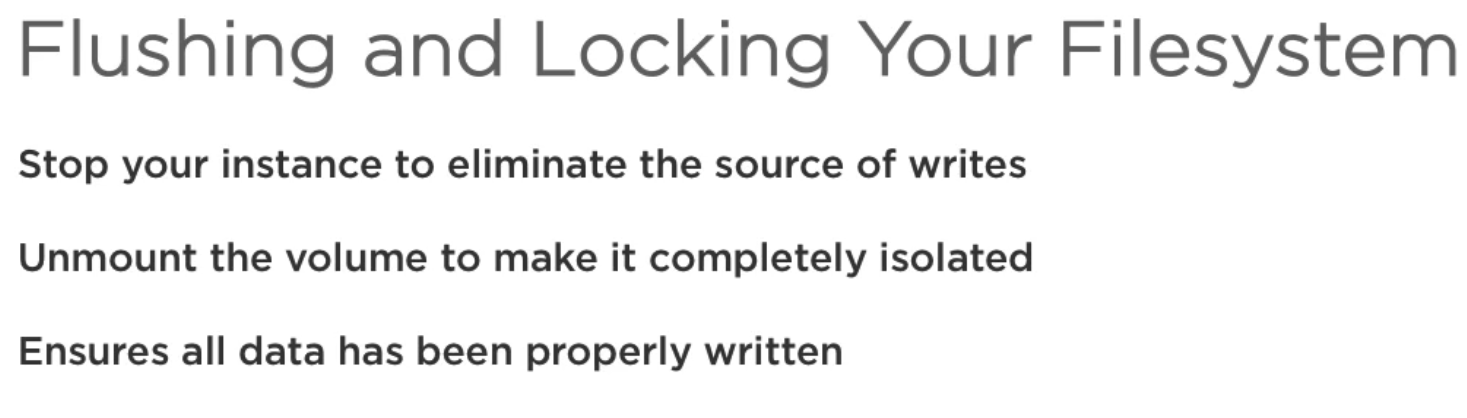 Flushing and Locking Your Filesystem
Stop your instance to eliminate the source of writes
Unmount the volume to make it completely isolated
Ensures all data has been properly written